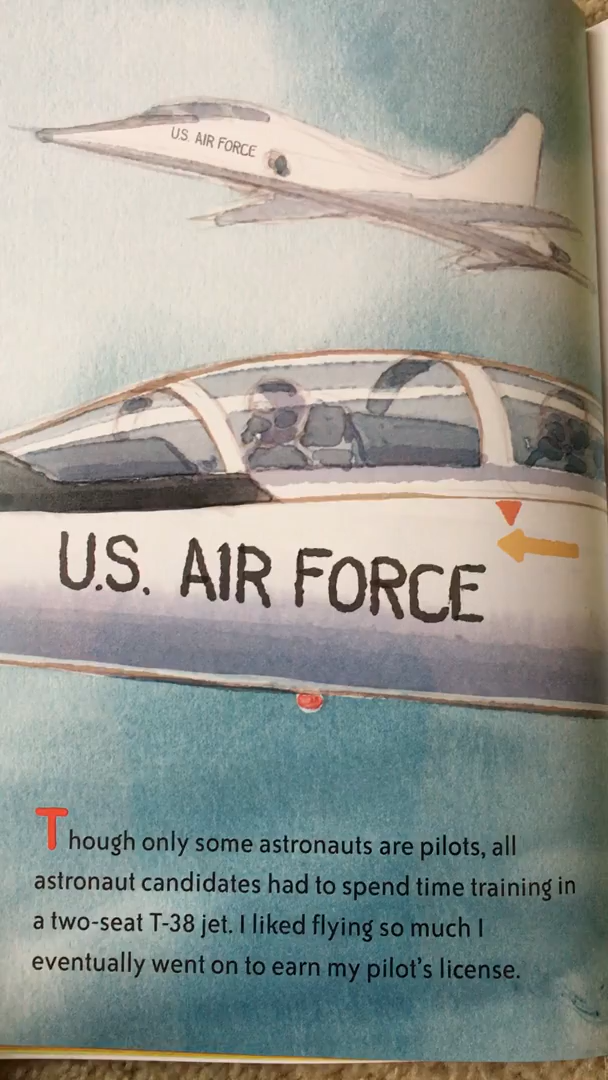 U.S. AIR FORCE
U.S. AIR FORCE
Though only some astronauts are pilots, all
astronaut candidates had to spend time training in
a two-seat T-38 jet. I liked flying so much I
eventually went on to earn my pilot's license.